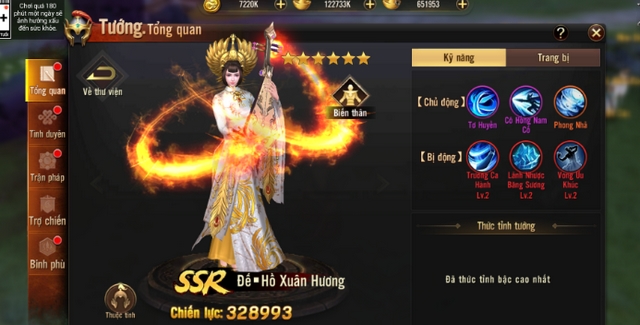 Chơi quá 180
phút một ngày sẽ
ảnh hưởng xấu
đến sức khỏe.
7220K
122733K
651953
Tướng.Tổng quan
?
Về thư viện
Biến thân
Kỹ năng
Trang bị
Tổng quan
Tình duyên
Trận pháp
Trợ chiến
Binh phù
【Chủ động】
Tơ Huyền
Cô Hồng Nam Cố
Phong Nhã
【Bị động】
Trường Ca Hành Lv.2
Lãnh Nhược Băng Sương Lv.2
Vong Ưu Khúc Lv.2
Thức tỉnh tướng
Đã thức tỉnh bậc cao nhất
Thuộc tính
SSR Đế▪Hồ Xuân Hương
Chiến lực: 328993